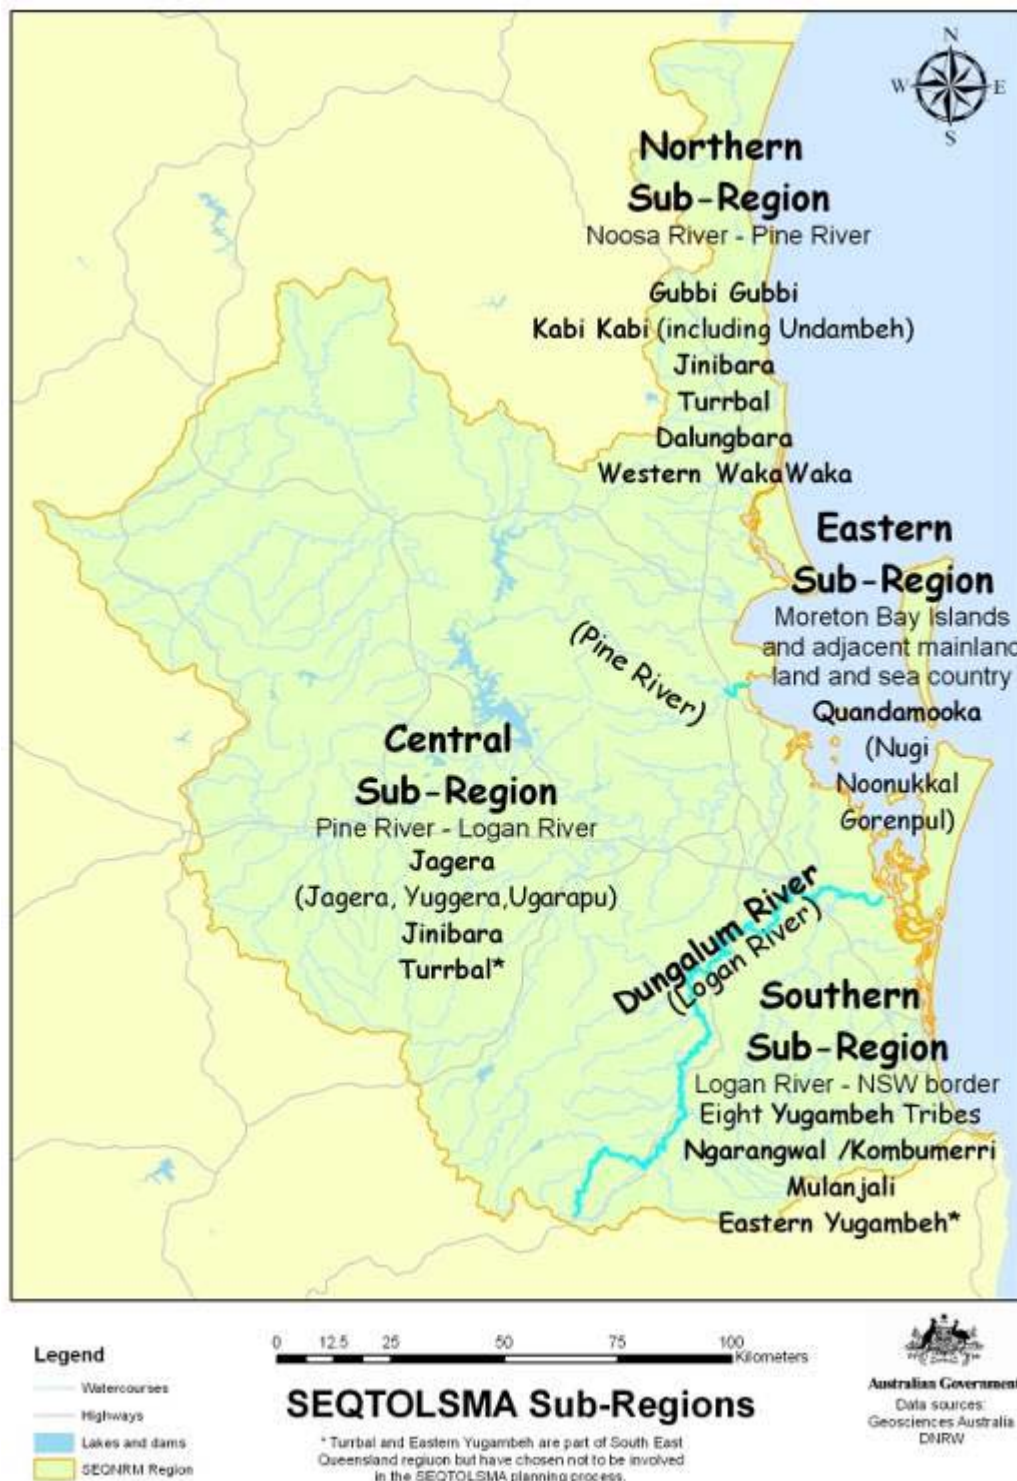 N
W E
S
Northern
Sub-Region
Noosa River - Pine River
Gubbi Gubbi
Kabi Kabi (including Undambeh)
Jinibara
Turrbal
Dalungbara
Western WakaWaka
Eastern
Sub-Region
Moreton Bay Islands
and adjacent mainland
land and sea country
Quandamooka
(Nugi
Noonukkal
Gorenpul)
(Pine River)
Central
Sub-Region
Pine River - Logan River
Jagera
(Jagera, Yuggera,Ugarapu)
Jinibara
Turrbal*
Dungalum River
(Logan River)
Southern
Sub-Region
Logan River - NSW border
Eight Yugambeh Tribes
Ngarangwal /Kombumerri
Mulanjali
Eastern Yugambeh*
Legend
Watercourses
Highways
Lakes and dams
SEQNRM Region
0 12.5 25 50 75 100
Kilometers
SEQTOLSMA Sub-Regions
* Turrbal and Eastern Yugambeh are part of South East
Queensland regiuon but have chosen not to be involved
in the SEQTOLSMA planning process.
Australian Government
Data sources:
Geosciences Australia
DNRW